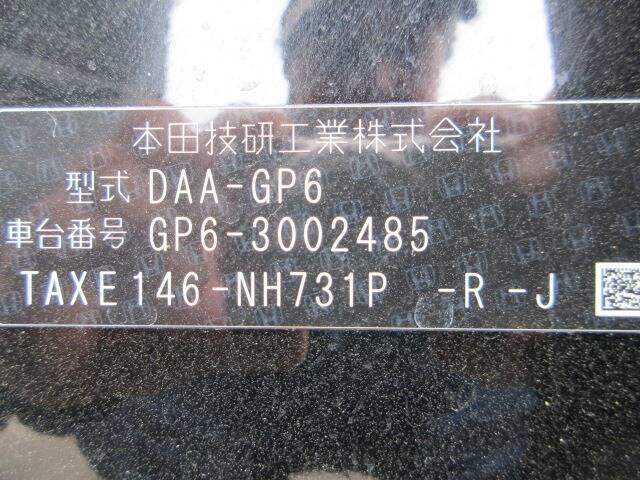 本田技研工業株式会社
型式 DAA-GP6
車台番号 GP6-3002485
TAXE146-NH731P -R-J